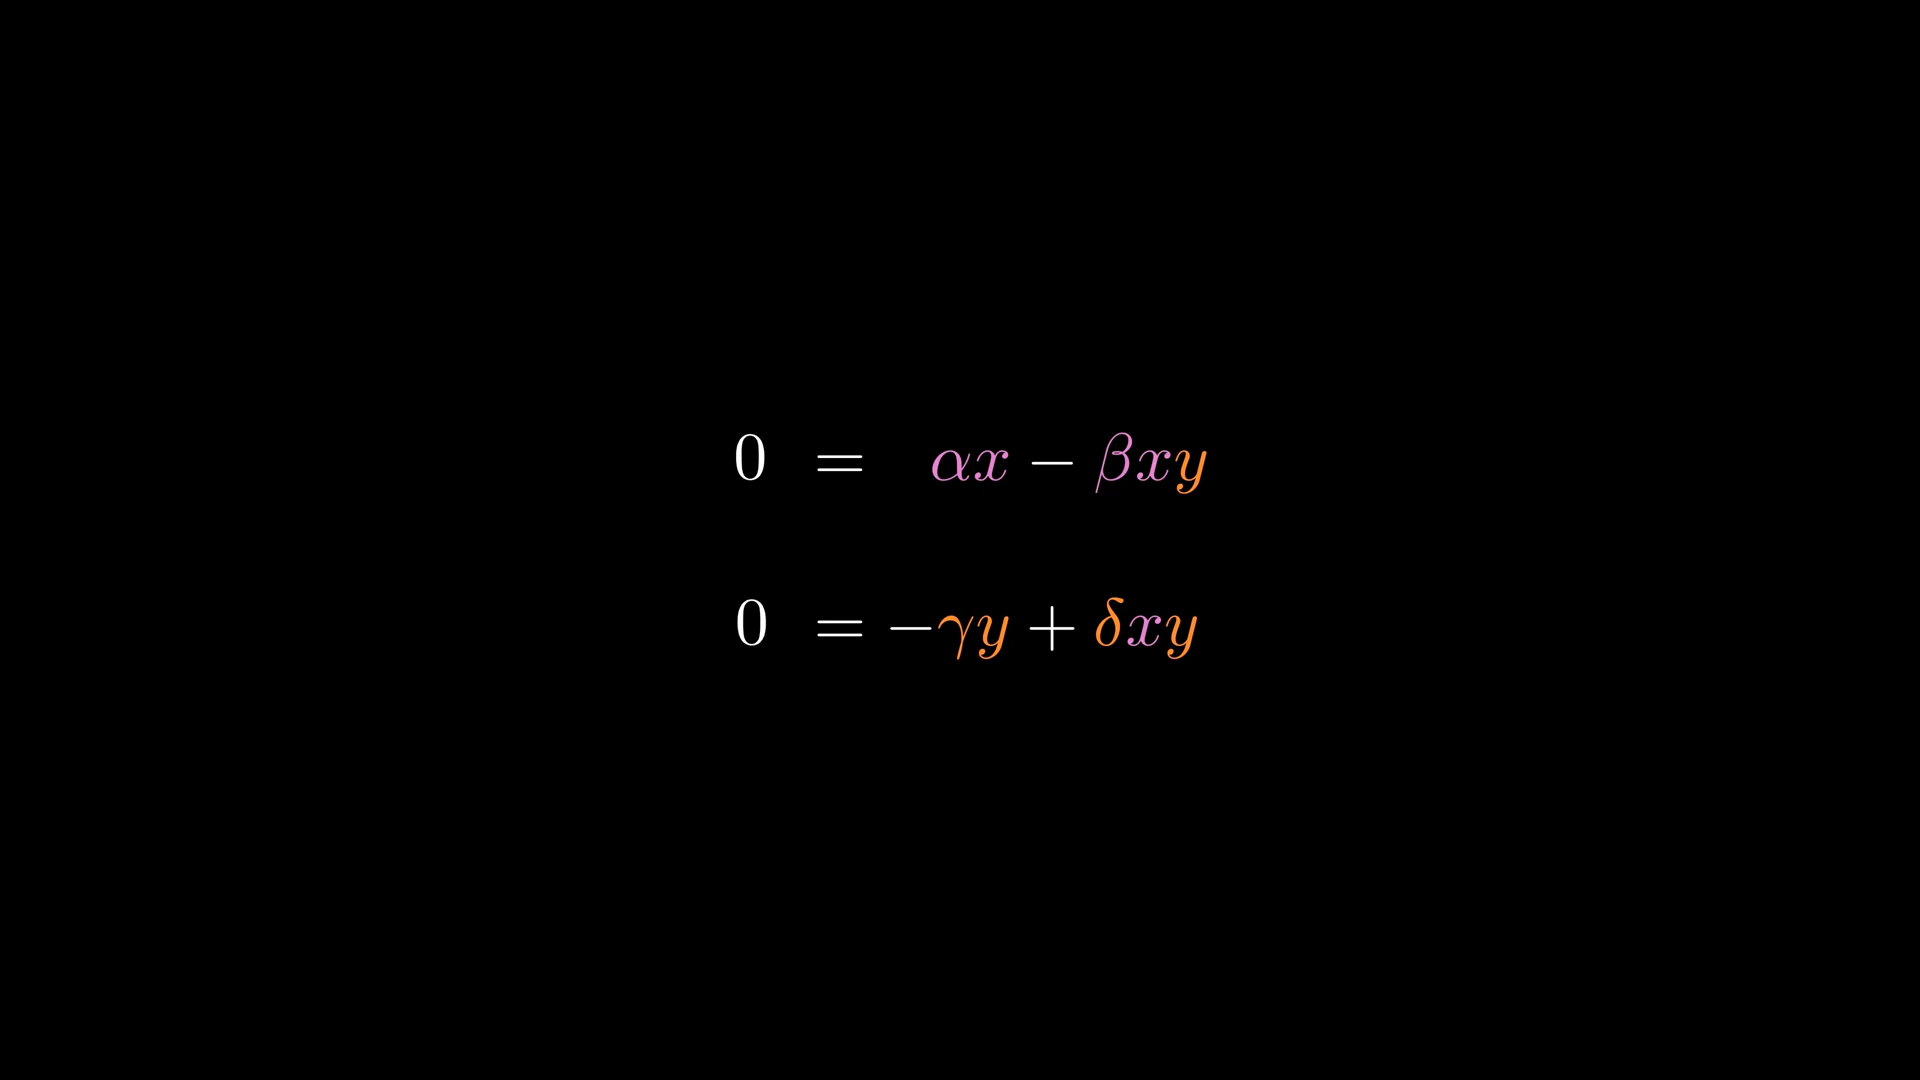 0 = αx − βxy
0 = −γy + δxy